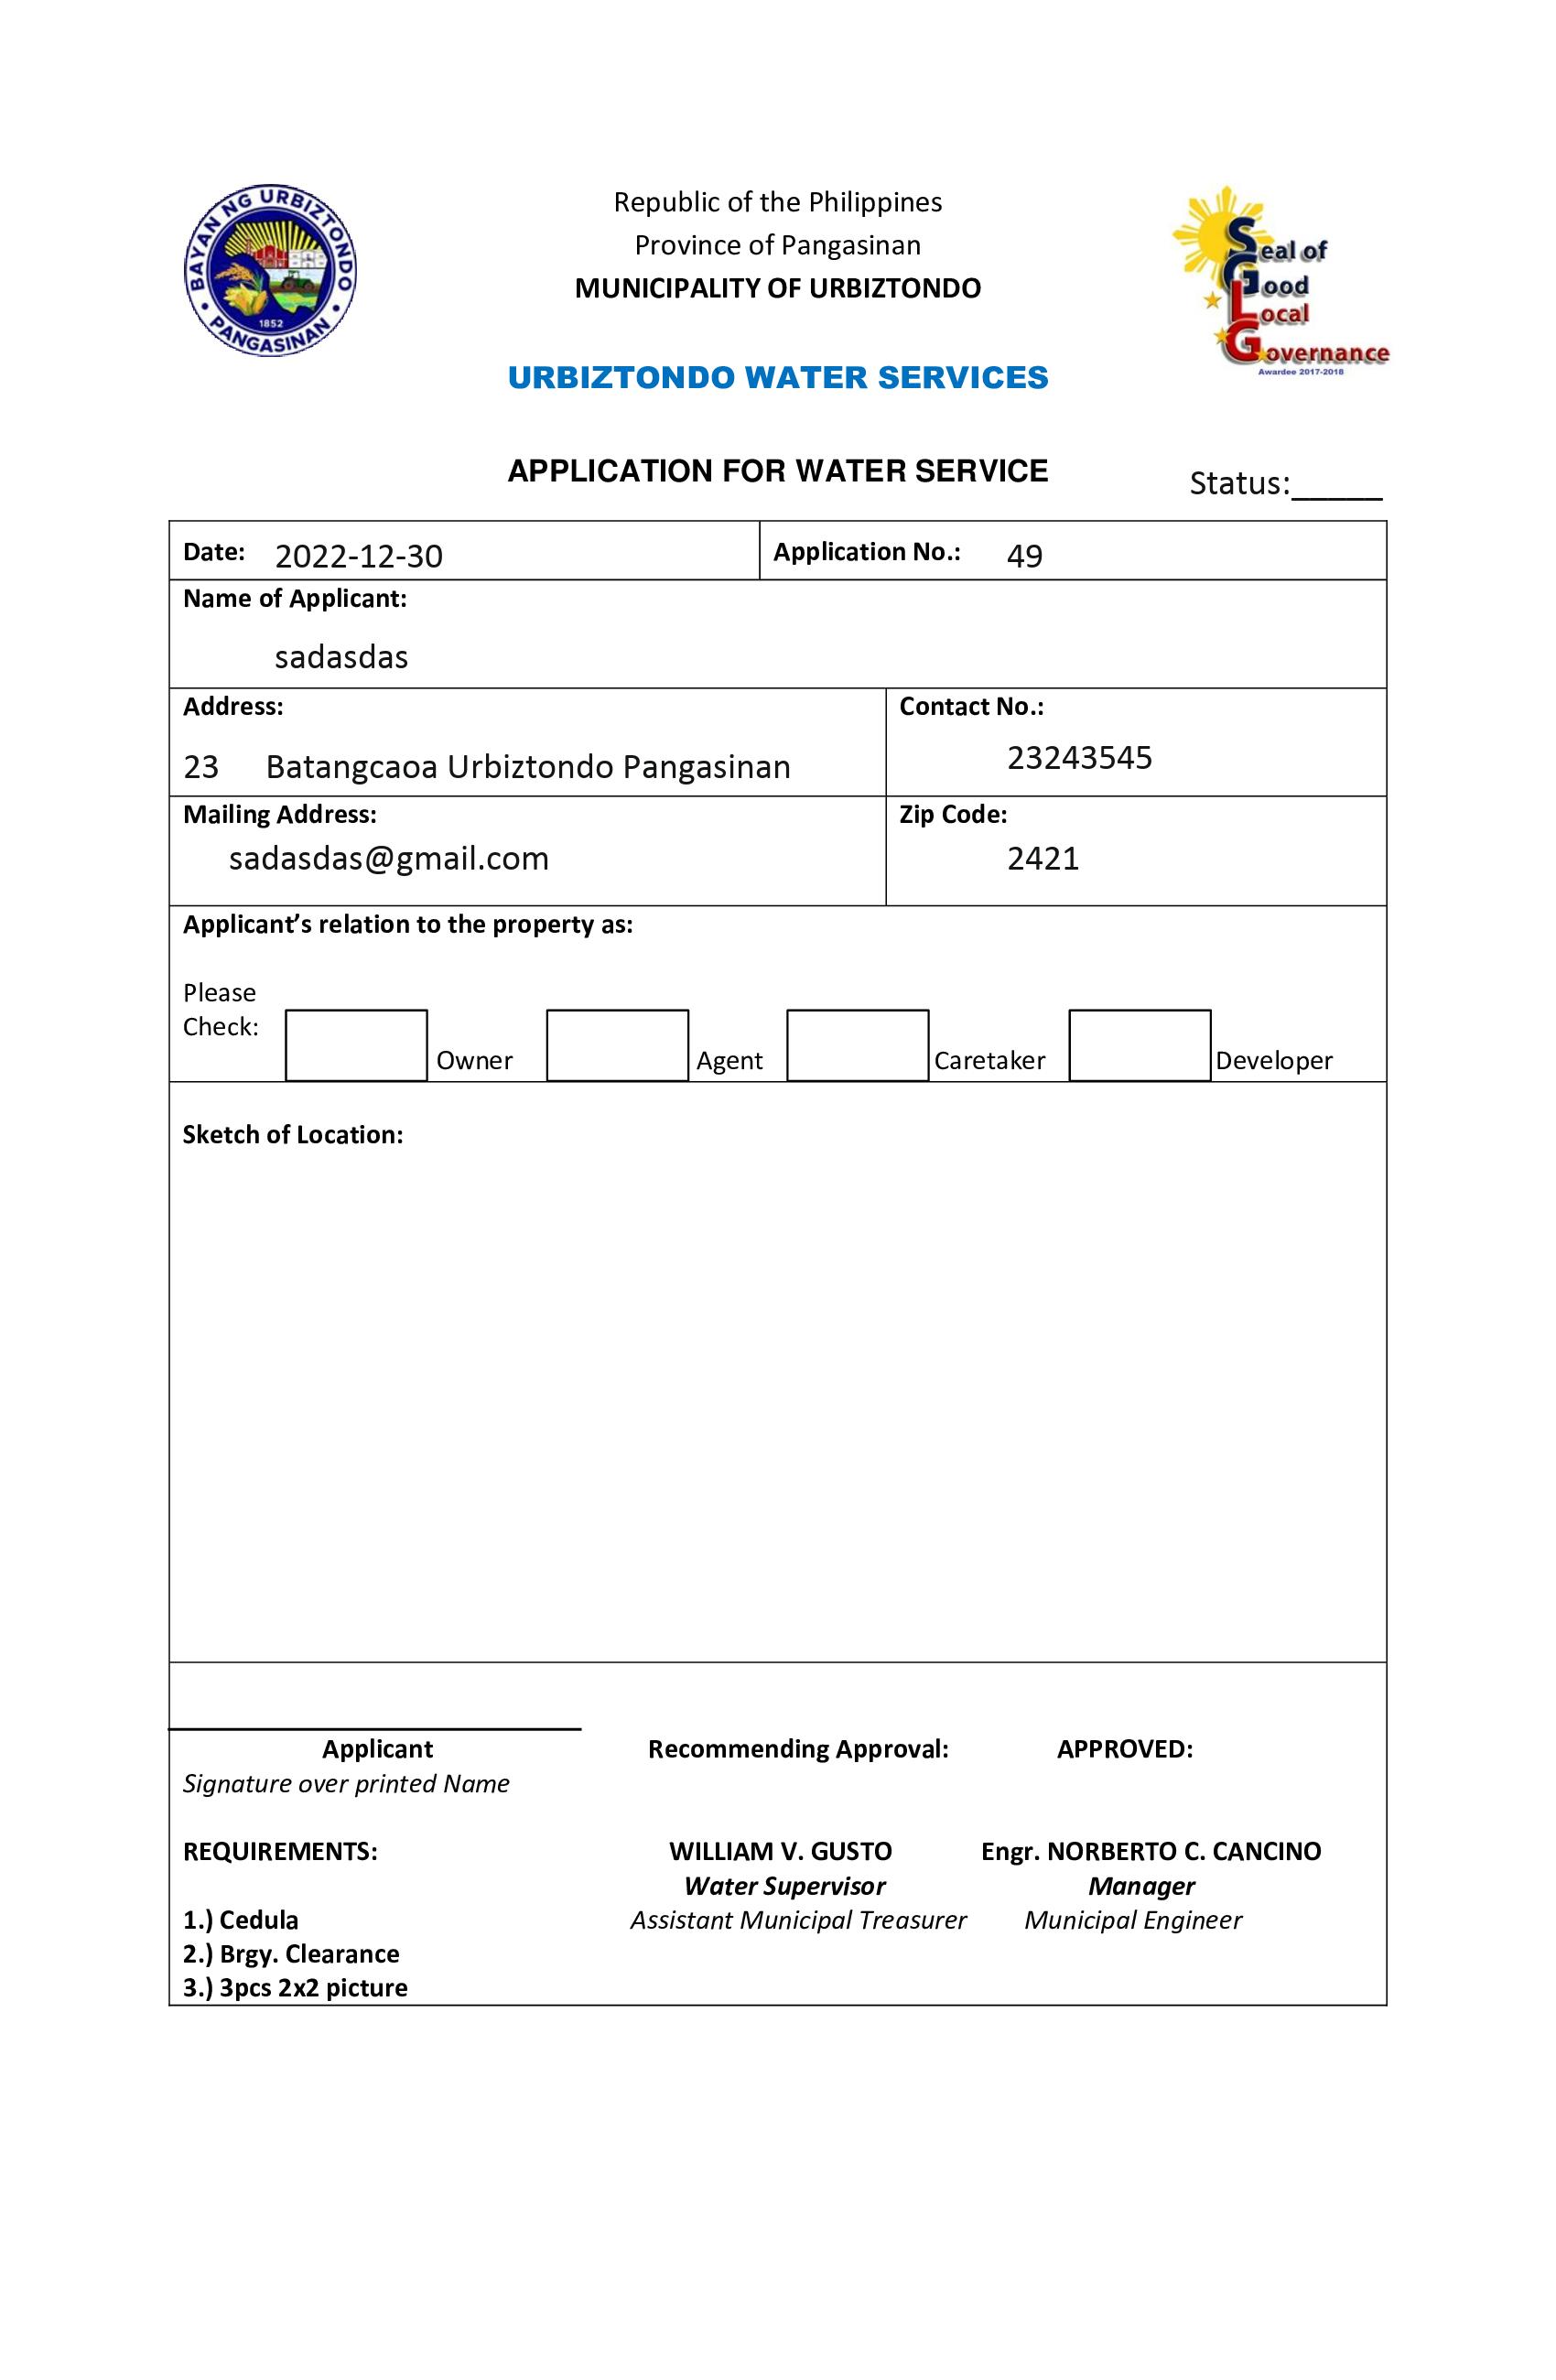 BAYAN NG URBIZTONDO
1852
PANGASINAN
Republic of the Philippines
Province of Pangasinan
MUNICIPALITY OF URBIZTONDO
Seal of
Good
Local
Governance
Awardee 2017-2018
URBIZTONDO WATER SERVICES
APPLICATION FOR WATER SERVICE
Status:_____
Date: 2022-12-30 Application No.: 49
Name of Applicant:
sadasdas
Address: Contact No.:
23 Batangcaoa Urbiztondo Pangasinan 23243545
Mailing Address: Zip Code:
sadasdas@gmail.com 2421
Applicant’s relation to the property as:
Please
Check:
Owner Agent Caretaker Developer
Sketch of Location:
Applicant Recommending Approval: APPROVED:
Signature over printed Name
REQUIREMENTS: WILLIAM V. GUSTO Engr. NORBERTO C. CANCINO
Water Supervisor Manager
1.) Cedula Assistant Municipal Treasurer Municipal Engineer
2.) Brgy. Clearance
3.) 3pcs 2x2 picture